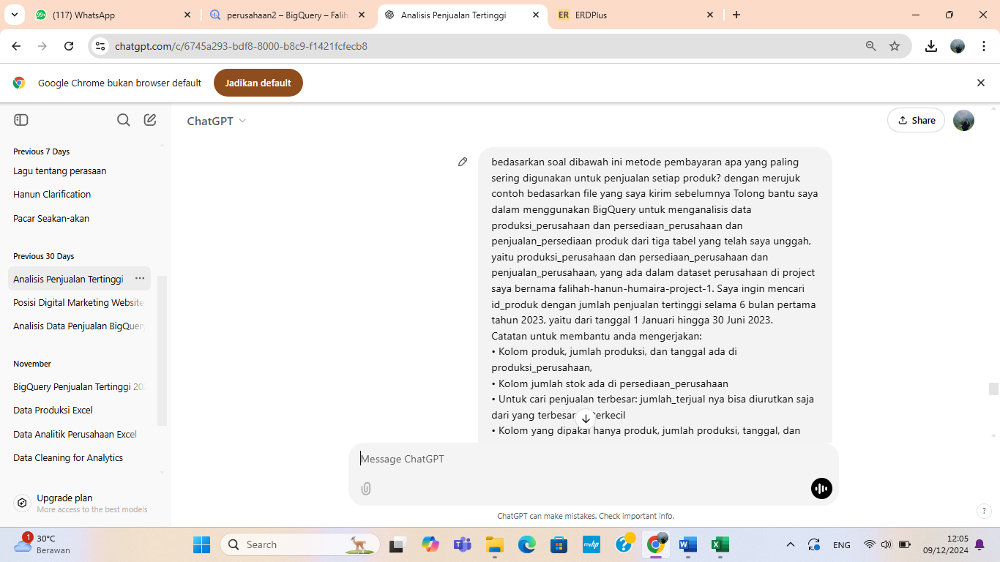 (117) WhatsApp
perusahaan2 – BigQuery – Falih
Analisis Penjualan Tertinggi
ER ERDPlus
chatgpt.com/c/6745a293-bdf8-8000-b8c9-f1421fcfecb8
Google Chrome bukan browser default
Jadikan default
ChatGPT
Share
Previous 7 Days
Lagu tentang perasaan
Hanun Clarification
Pacar Seakan-akan
Previous 30 Days
Analisis Penjualan Tertinggi
Posisi Digital Marketing Website
Analisis Data Penjualan BigQuery
November
BigQuery Penjualan Tertinggi 20
Data Produksi Excel
Data Analitik Perusahaan Excel
Data Cleaning for Analytics
Upgrade plan
More access to the best models
bedasarkan soal dibawah ini metode pembayaran apa yang paling
sering digunakan untuk penjualan setiap produk? dengan merujuk
contoh bedasarkan file yang saya kirim sebelumnya Tolong bantu saya
dalam menggunakan BigQuery untuk menganalisis data
produksi_perusahaan dan persediaan_perusahaan dan
penjualan_persediaan produk dari tiga tabel yang telah saya unggah,
yaitu produksi_perusahaan dan persediaan_perusahaan dan
penjualan_perusahaan, yang ada dalam dataset perusahaan di project
saya bernama falihah-hanun-humaira-project-1. Saya ingin mencari
id_produk dengan jumlah penjualan tertinggi selama 6 bulan pertama
tahun 2023, yaitu dari tanggal 1 Januari hingga 30 Juni 2023.
Catatan untuk membantu anda mengerjakan:
• Kolom produk, jumlah produksi, dan tanggal ada di
produksi_perusahaan,
• Kolom jumlah stok ada di persediaan_perusahaan
• Untuk cari penjualan terbesar: jumlah_terjual nya bisa diurutkan saja
dari yang terbesar terkecil
• Kolom yang dipakai hanya produk, jumlah produksi, tanggal, dan
Message ChatGPT
ChatGPT can make mistakes. Check important info.
?
1
30°C
Berawan
Search
myhp
ENG
12:05
09/12/2024